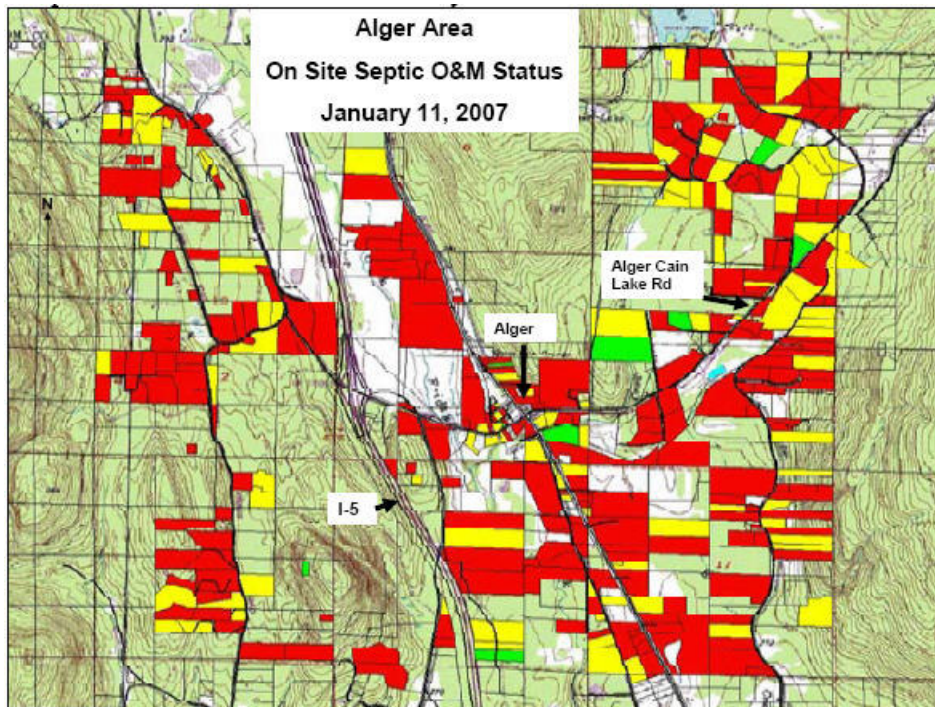 Alger Area
On Site Septic O&M Status
January 11, 2007
N
Alger Cain
Lake Rd
Alger
I-5